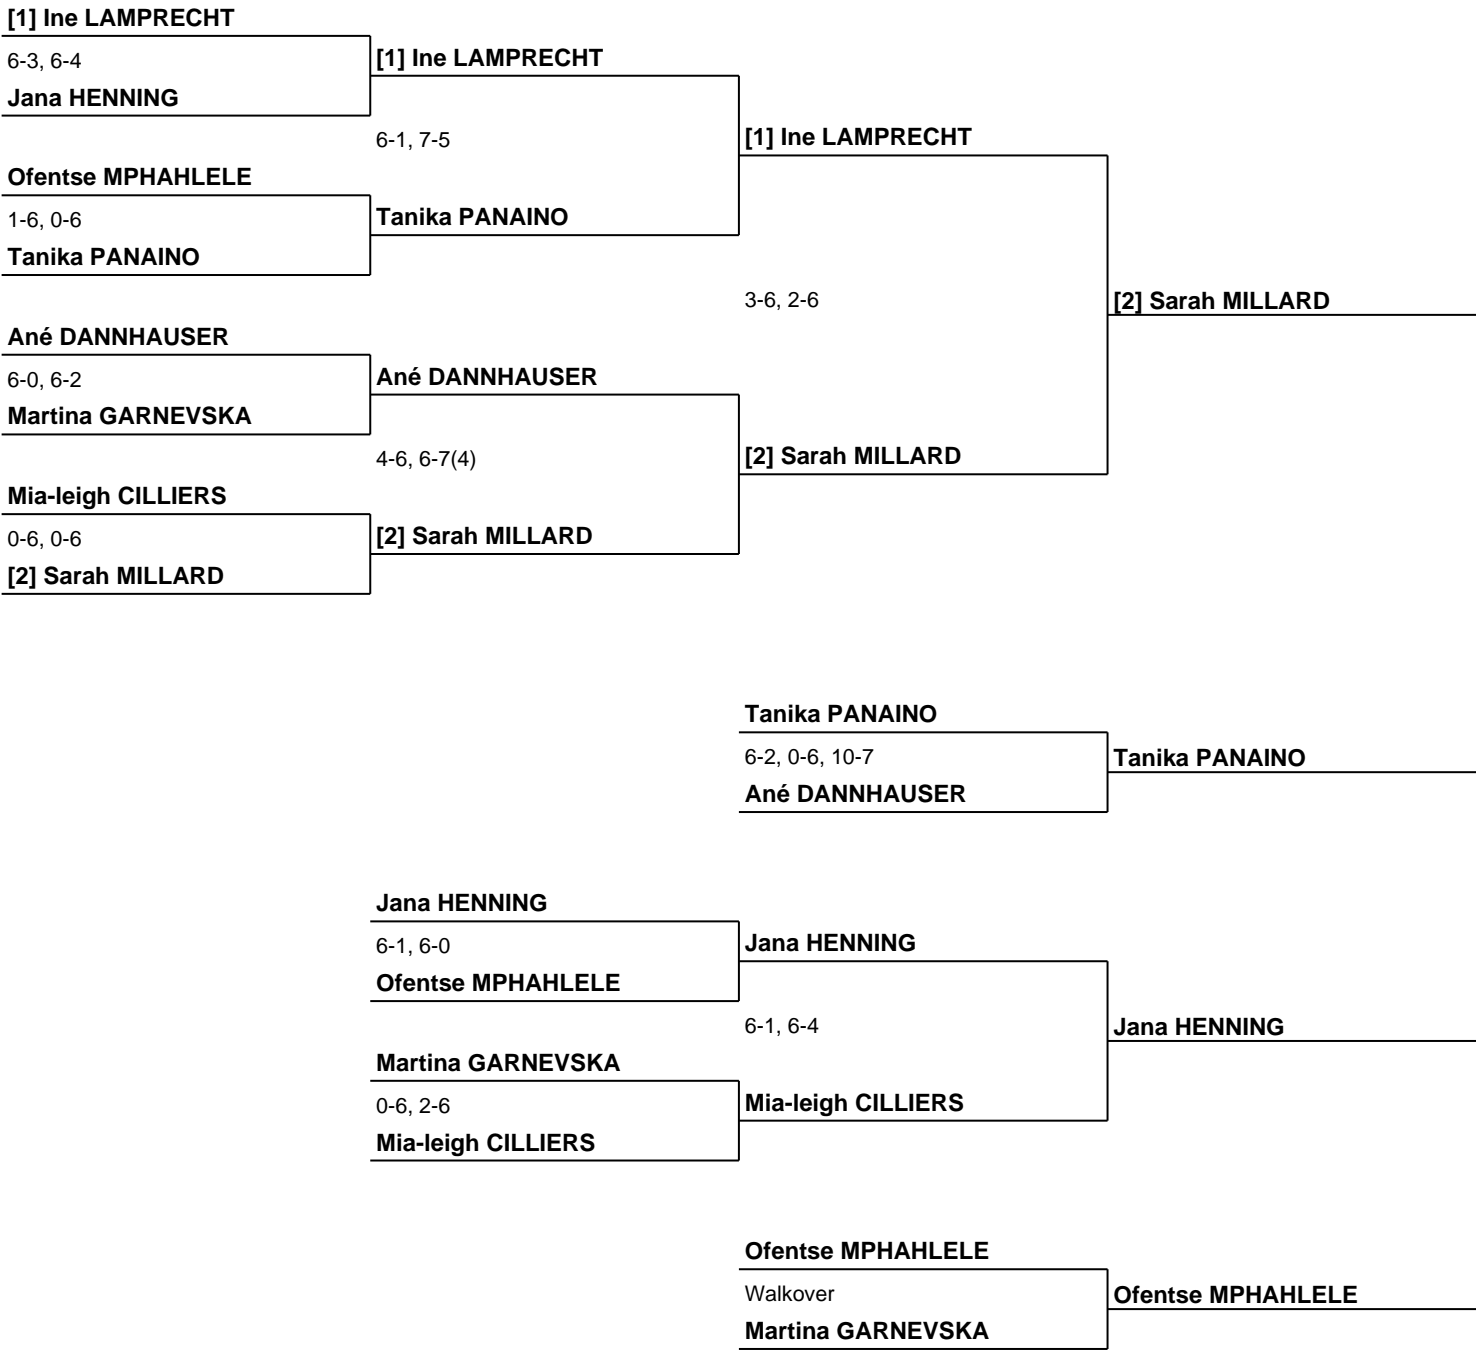 [1] Ine LAMPRECHT
6-3, 6-4
Jana HENNING
[1] Ine LAMPRECHT
6-1, 7-5
Ofentse MPHAHLELE
1-6, 0-6
Tanika PANAINO
Tanika PANAINO
[1] Ine LAMPRECHT
3-6, 2-6
[2] Sarah MILLARD
Ané DANNHAUSER
6-0, 6-2
Martina GARNEVSKA
Ané DANNHAUSER
4-6, 6-7(4)
Mia-leigh CILLIERS
0-6, 0-6
[2] Sarah MILLARD
[2] Sarah MILLARD
[2] Sarah MILLARD
Tanika PANAINO
6-2, 0-6, 10-7
Ané DANNHAUSER
Tanika PANAINO
Jana HENNING
6-1, 6-0
Ofentse MPHAHLELE
Jana HENNING
6-1, 6-4
Jana HENNING
Martina GARNEVSKA
0-6, 2-6
Mia-leigh CILLIERS
Mia-leigh CILLIERS
Ofentse MPHAHLELE
Walkover
Martina GARNEVSKA
Ofentse MPHAHLELE